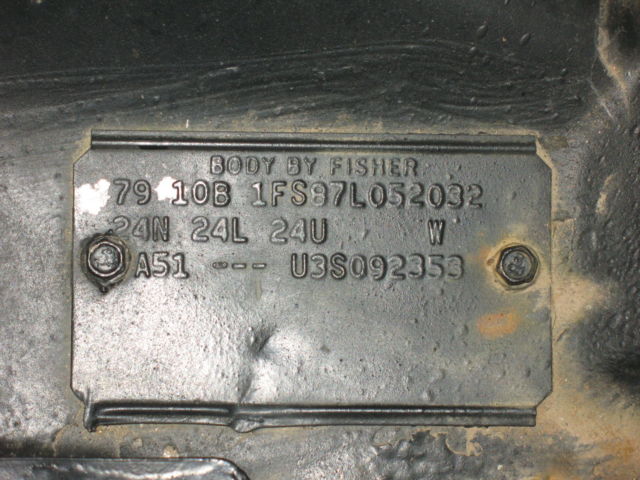 BODY BY FISHER
79 10B 1FS87L052032
24N 24L 24U W
A51 --- U3S092353